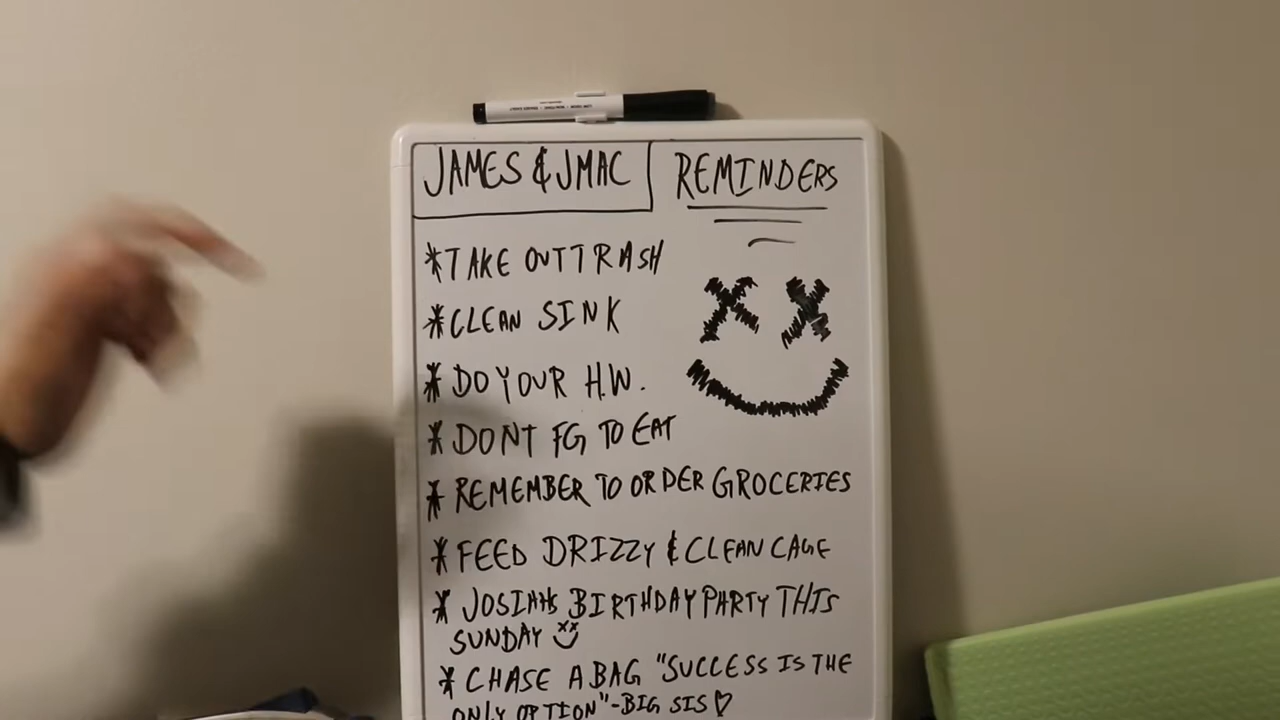 JAMES & JMAC
REMINDERS
*TAKE OUT TRASH
*CLEAN SINK
*DO YOUR H.W.
*DONT FG TO EAT
*REMEMBER TO ORDER GROCERIES
*FEED DRIZZY & CLEAN CAGE
*JOSIAHS BIRTHDAY PARTY THIS
SUNDAY
*CHASE A BAG "SUCCESS IS THE
ONLY OPTION"-BIG SIS♡